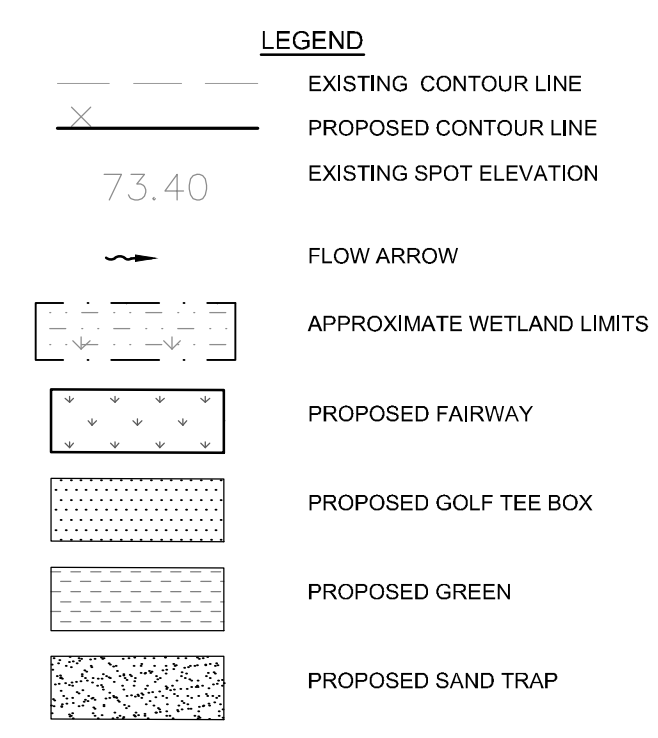 LEGEND
EXISTING CONTOUR LINE
PROPOSED CONTOUR LINE
73.40 EXISTING SPOT ELEVATION
FLOW ARROW
APPROXIMATE WETLAND LIMITS
PROPOSED FAIRWAY
PROPOSED GOLF TEE BOX
PROPOSED GREEN
PROPOSED SAND TRAP